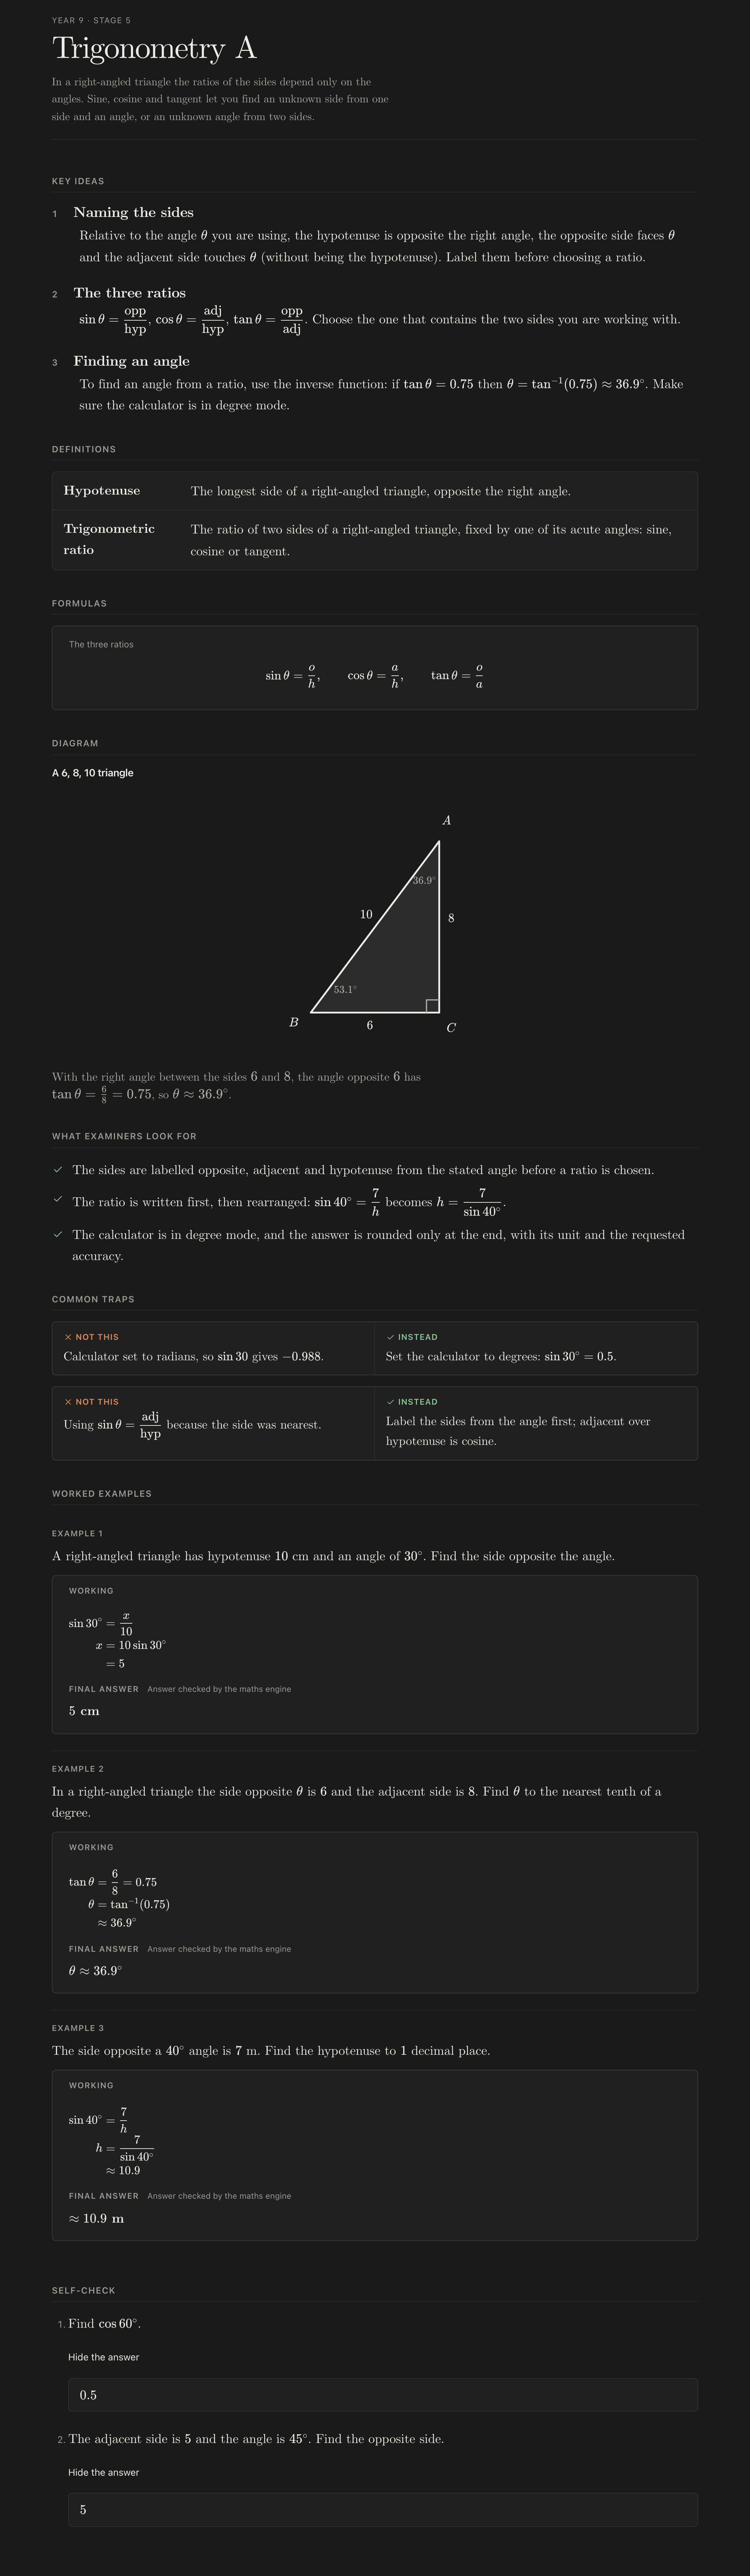 YEAR 9 · STAGE 5
Trigonometry A
In a right-angled triangle the ratios of the sides depend only on the
angles. Sine, cosine and tangent let you find an unknown side from one
side and an angle, or an unknown angle from two sides.
KEY IDEAS
1 Naming the sides
Relative to the angle θ you are using, the hypotenuse is opposite the right angle, the opposite side faces θ
and the adjacent side touches θ (without being the hypotenuse). Label them before choosing a ratio.
2 The three ratios
sin θ = opp/hyp, cos θ = adj/hyp, tan θ = opp/adj. Choose the one that contains the two sides you are working with.
3 Finding an angle
To find an angle from a ratio, use the inverse function: if tan θ = 0.75 then θ = tan⁻¹(0.75) ≈ 36.9°. Make
sure the calculator is in degree mode.
DEFINITIONS
Hypotenuse The longest side of a right-angled triangle, opposite the right angle.
Trigonometric The ratio of two sides of a right-angled triangle, fixed by one of its acute angles: sine,
ratio cosine or tangent.
FORMULAS
The three ratios
sin θ = o/h, cos θ = a/h, tan θ = o/a
DIAGRAM
A 6, 8, 10 triangle
A
36.9°
10
8
53.1°
B
6
C
With the right angle between the sides 6 and 8, the angle opposite 6 has
tan θ = 6/8 = 0.75, so θ ≈ 36.9°.
WHAT EXAMINERS LOOK FOR
✓ The sides are labelled opposite, adjacent and hypotenuse from the stated angle before a ratio is chosen.
✓ The ratio is written first, then rearranged: sin 40° = 7/h becomes h = 7/sin 40°.
✓ The calculator is in degree mode, and the answer is rounded only at the end, with its unit and the requested
accuracy.
COMMON TRAPS
× NOT THIS
Calculator set to radians, so sin 30 gives −0.988.
✓ INSTEAD
Set the calculator to degrees: sin 30° = 0.5.
× NOT THIS
Using sin θ = adj/hyp because the side was nearest.
✓ INSTEAD
Label the sides from the angle first; adjacent over
hypotenuse is cosine.
WORKED EXAMPLES
EXAMPLE 1
A right-angled triangle has hypotenuse 10 cm and an angle of 30°. Find the side opposite the angle.
WORKING
sin 30° = x/10
x = 10 sin 30°
= 5
FINAL ANSWER Answer checked by the maths engine
5 cm
EXAMPLE 2
In a right-angled triangle the side opposite θ is 6 and the adjacent side is 8. Find θ to the nearest tenth of a
degree.
WORKING
tan θ = 6/8 = 0.75
θ = tan⁻¹(0.75)
≈ 36.9°
FINAL ANSWER Answer checked by the maths engine
θ ≈ 36.9°
EXAMPLE 3
The side opposite a 40° angle is 7 m. Find the hypotenuse to 1 decimal place.
WORKING
sin 40° = 7/h
h = 7/sin 40°
≈ 10.9
FINAL ANSWER Answer checked by the maths engine
≈ 10.9 m
SELF-CHECK
1. Find cos 60°.
Hide the answer
0.5
2. The adjacent side is 5 and the angle is 45°. Find the opposite side.
Hide the answer
5